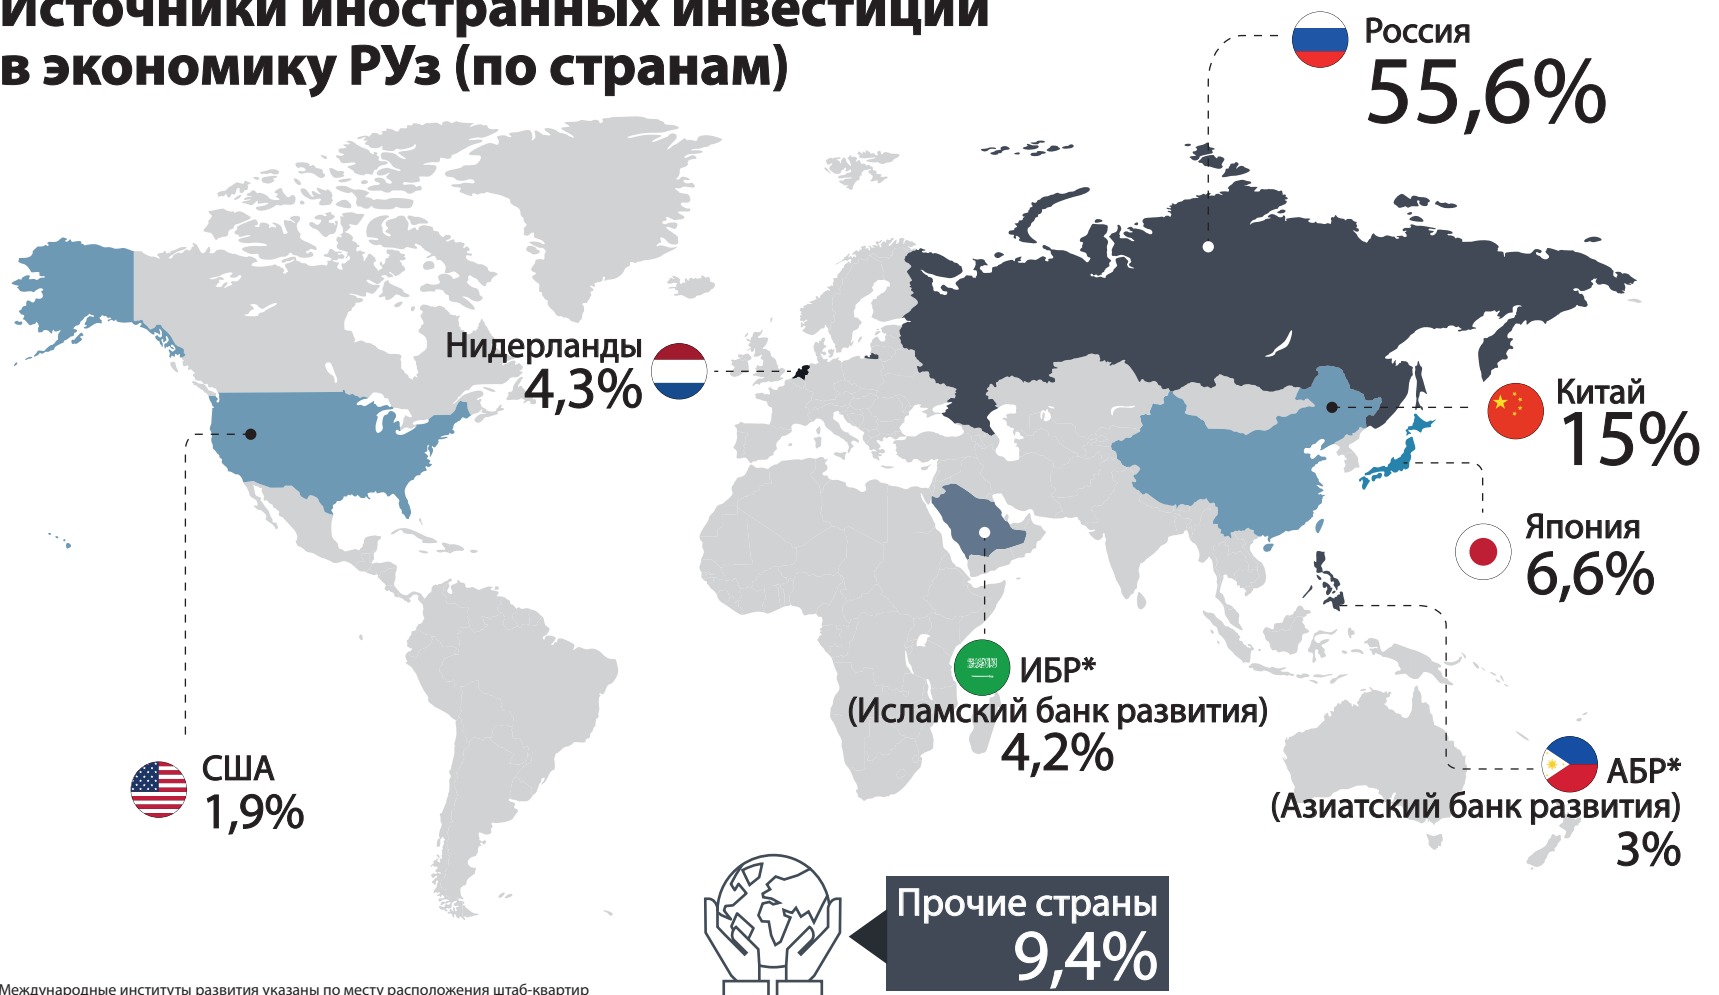 Источники иностранных инвестиций
в экономику РУз (по странам)
Россия
55,6%
Нидерланды
4,3%
Китай
15%
Япония
6,6%
ИБР*
(Исламский банк развития)
4,2%
США
1,9%
АБР*
(Азиатский банк развития)
3%
Прочие страны
9,4%
Международные институты развития указаны по месту расположения штаб-квартир